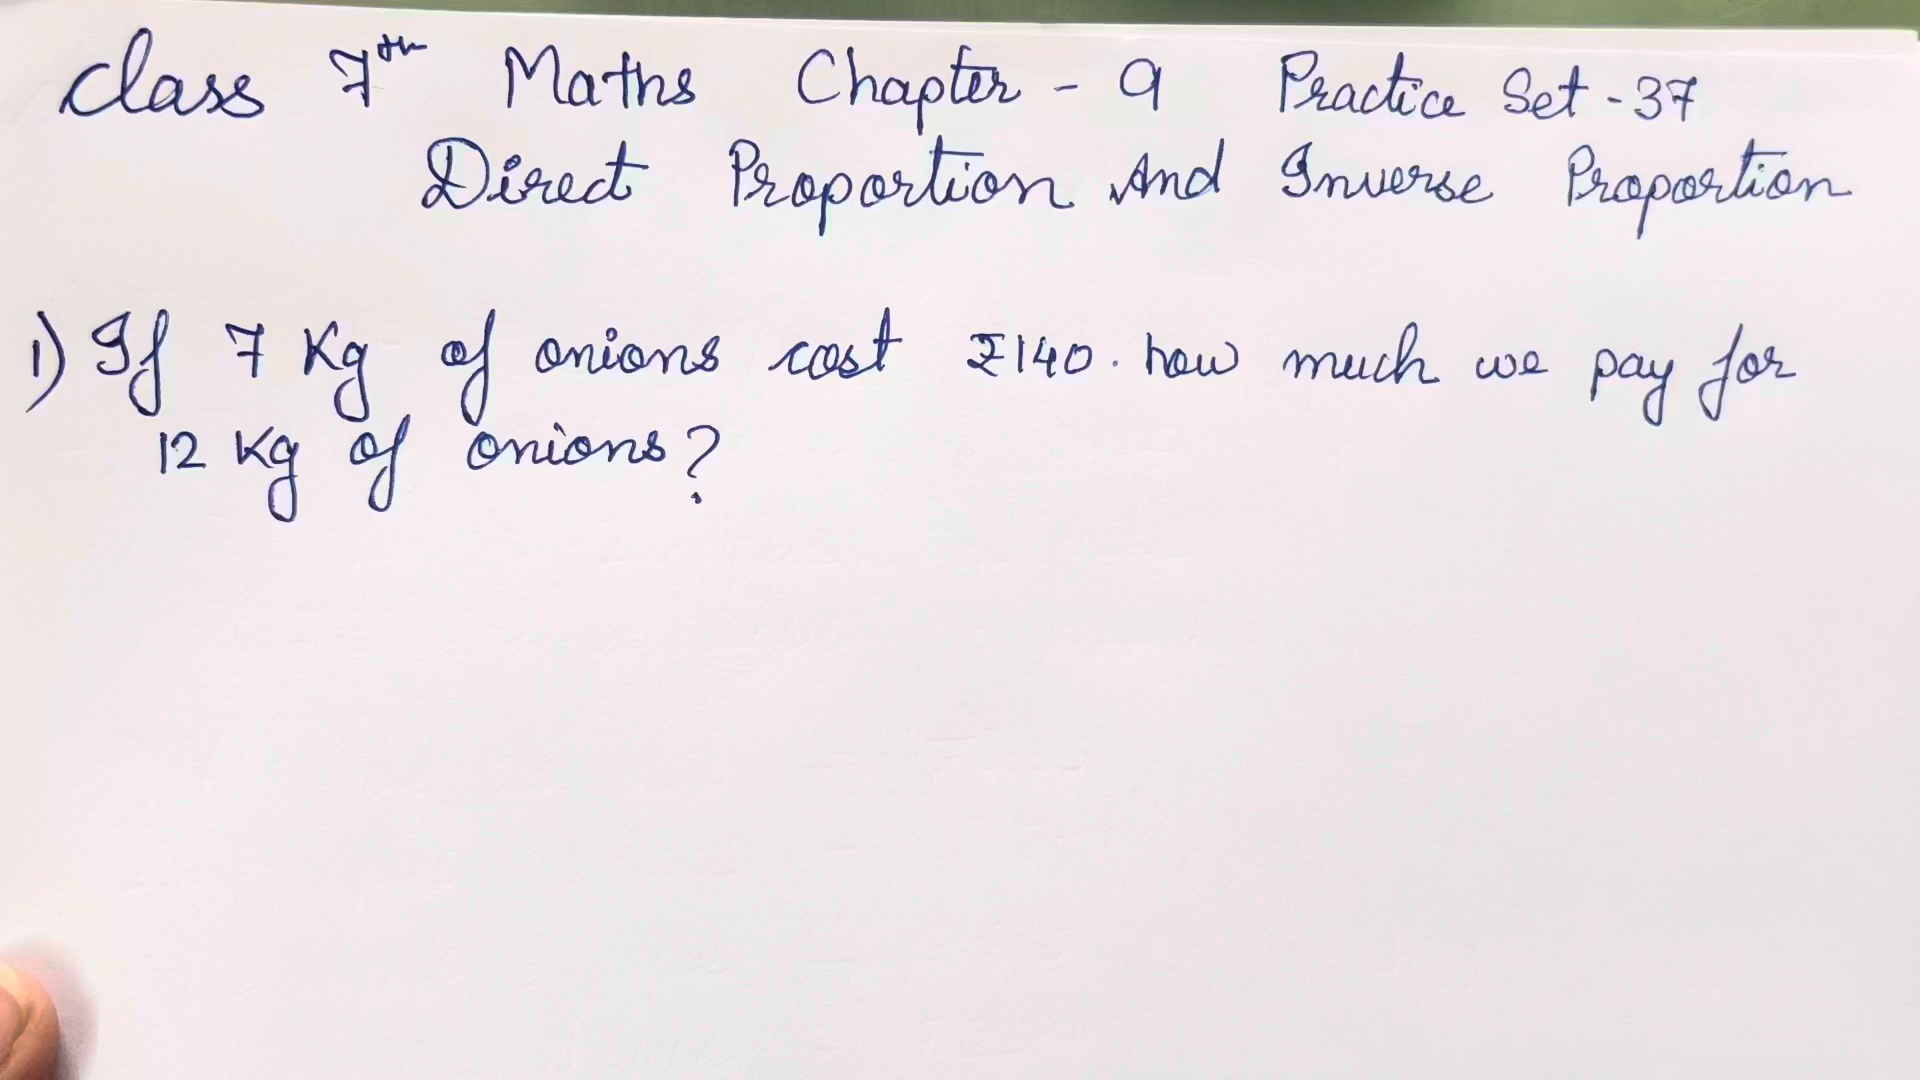 Class 7th Maths Chapter - 9 Practice Set - 37
Direct Proportion And Inverse Proportion
1) If 7 Kg of onions cost ₹140. how much we pay for
12 Kg of onions?